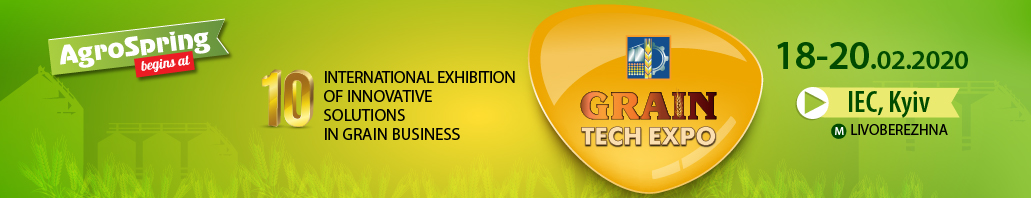 AgroSpring
begins at
10
INTERNATIONAL EXHIBITION
OF INNOVATIVE
SOLUTIONS
IN GRAIN BUSINESS
GRAIN
TECH EXPO
18-20.02.2020
IEC, Kyiv
M LIVOBEREZHNA